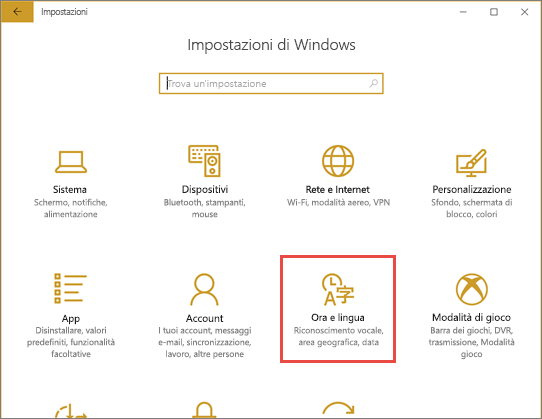 Impostazioni
Impostazioni di Windows
Trova un'impostazione
Sistema
Schermo, notifiche,
alimentazione
Dispositivi
Bluetooth, stampanti,
mouse
Rete e Internet
Wi-Fi, modalità aereo, VPN
Personalizzazione
Sfondo, schermata di
blocco, colori
App
Disinstallare, valori
predefiniti, funzionalità
facoltative
Account
I tuoi account, messaggi
e-mail, sincronizzazione,
lavoro, altre persone
A字
Ora e lingua
Riconoscimento vocale,
area geografica, data
Modalità di gioco
Barra dei giochi, DVR,
trasmissione, Modalità
gioco